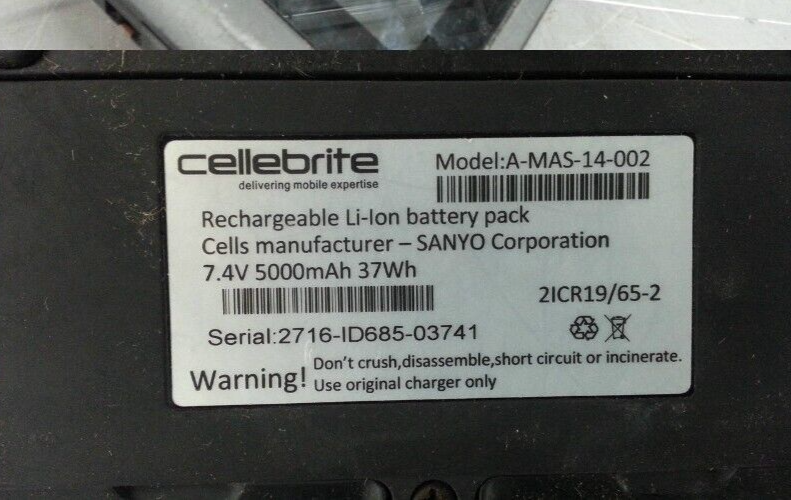 cellebrite
delivering mobile expertise
Model:A-MAS-14-002
Rechargeable Li-Ion battery pack
Cells manufacturer – SANYO Corporation
7.4V 5000mAh 37Wh
2ICR19/65-2
Serial:2716-ID685-03741
Warning!
Don't crush,disassemble,short circuit or incinerate.
Use original charger only